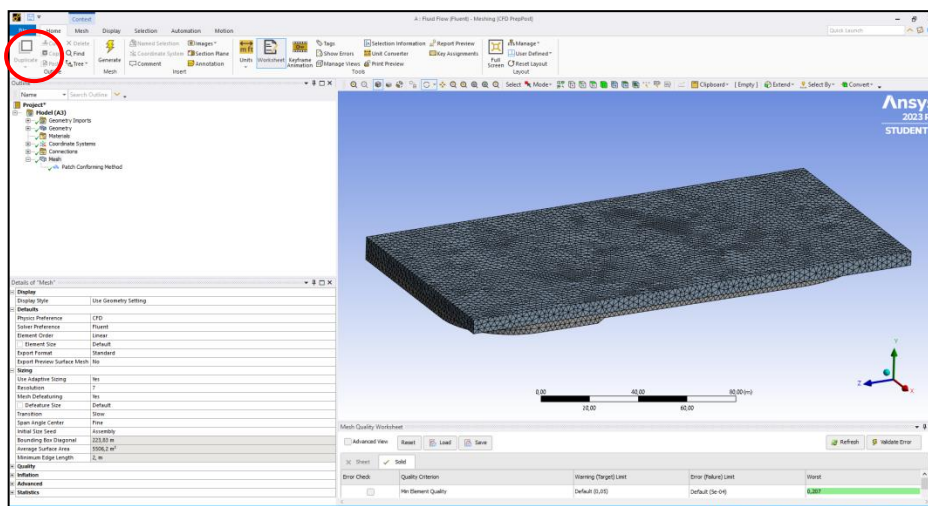 Context
A : Fluid Flow (Fluent) - Meshing [CFD PrepPost]
Home Mesh Display Selection Automation Motion
Quick Launch
Duplicate
Cut
Delete
Copy
Find
Paste
Tree
Outline
Generate
Mesh
Named Selection
Coordinate System
Comment
Images
Section Plane
Annotation
Insert
Units
Worksheet
Keyframe
Animation
Tags
Show Errors
Manage Views
Selection Information
Unit Converter
Print Preview
Report Preview
Key Assignments
Tools
Full
Screen
Manage
User Defined
Reset Layout
Layout
Outline
Name
Search Outline
Select
Mode
Clipboard
[Empty]
Extend
Select By
Convert
Project*
Model (A3)
Geometry Imports
Geometry
Materials
Coordinate Systems
Connections
Mesh
Patch Conforming Method
2023
STUDENT
Details of "Mesh"
Display
Display Style Use Geometry Setting
Defaults
Physics Preference CFD
Solver Preference Fluent
Element Order Linear
Element Size Default
Export Format Standard
Export Preview Surface Mesh No
Sizing
Use Adaptive Sizing Yes
Resolution 7
Mesh Defeaturing Yes
Defeature Size Default
Transition Slow
Span Angle Center Fine
Initial Size Seed Assembly
Bounding Box Diagonal 223,03 m
Average Surface Area 5506,2 m²
Minimum Edge Length 2, m
Quality
Inflation
Advanced
Statistics
Y
Z
X
0,00 40,00 80,00 (m)
20,00 60,00
Mesh Quality Worksheet
Advanced View Reset Load Save Refresh Validate Error
Sheet Solid
Error Check Quality Criterion Warning (Target) Limit Error (Failure) Limit Worst
Min Element Quality Default (0,05) Default (5e-04) 0,207